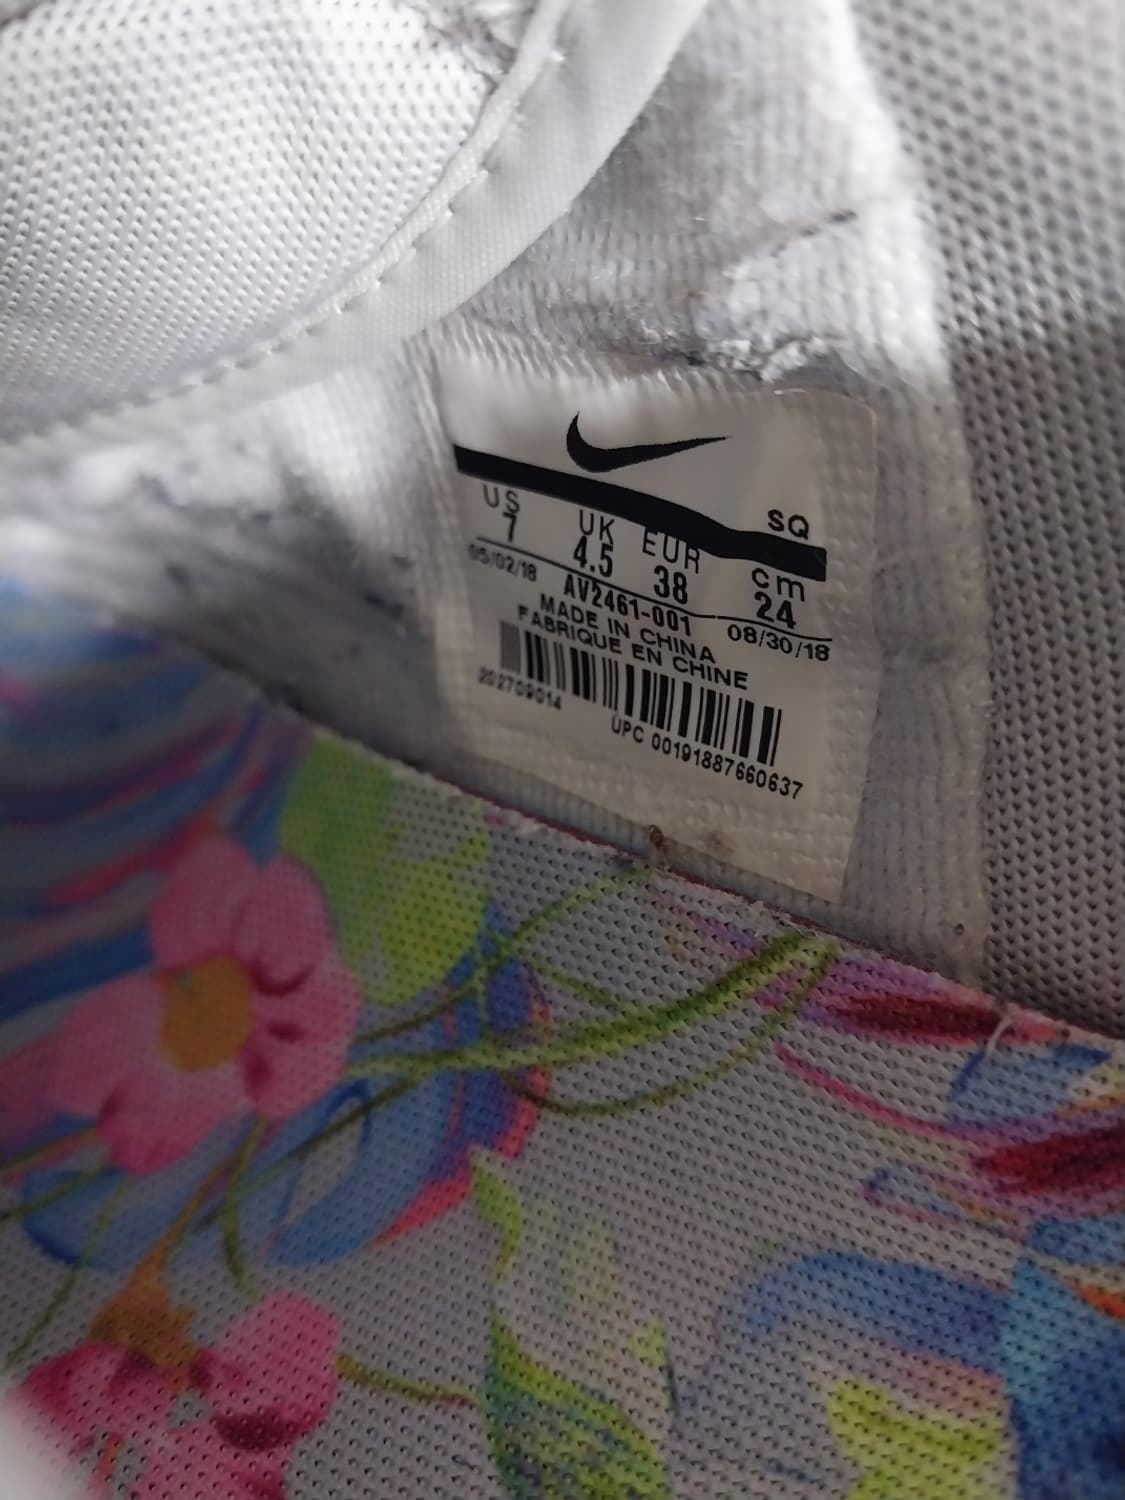 SQ
US UK EUR cm
7 4.5 38 24
05/02/18 AV2461-001 08/30/18
MADE IN CHINA
FABRIQUE EN CHINE
202709014
UPC 00191887660637